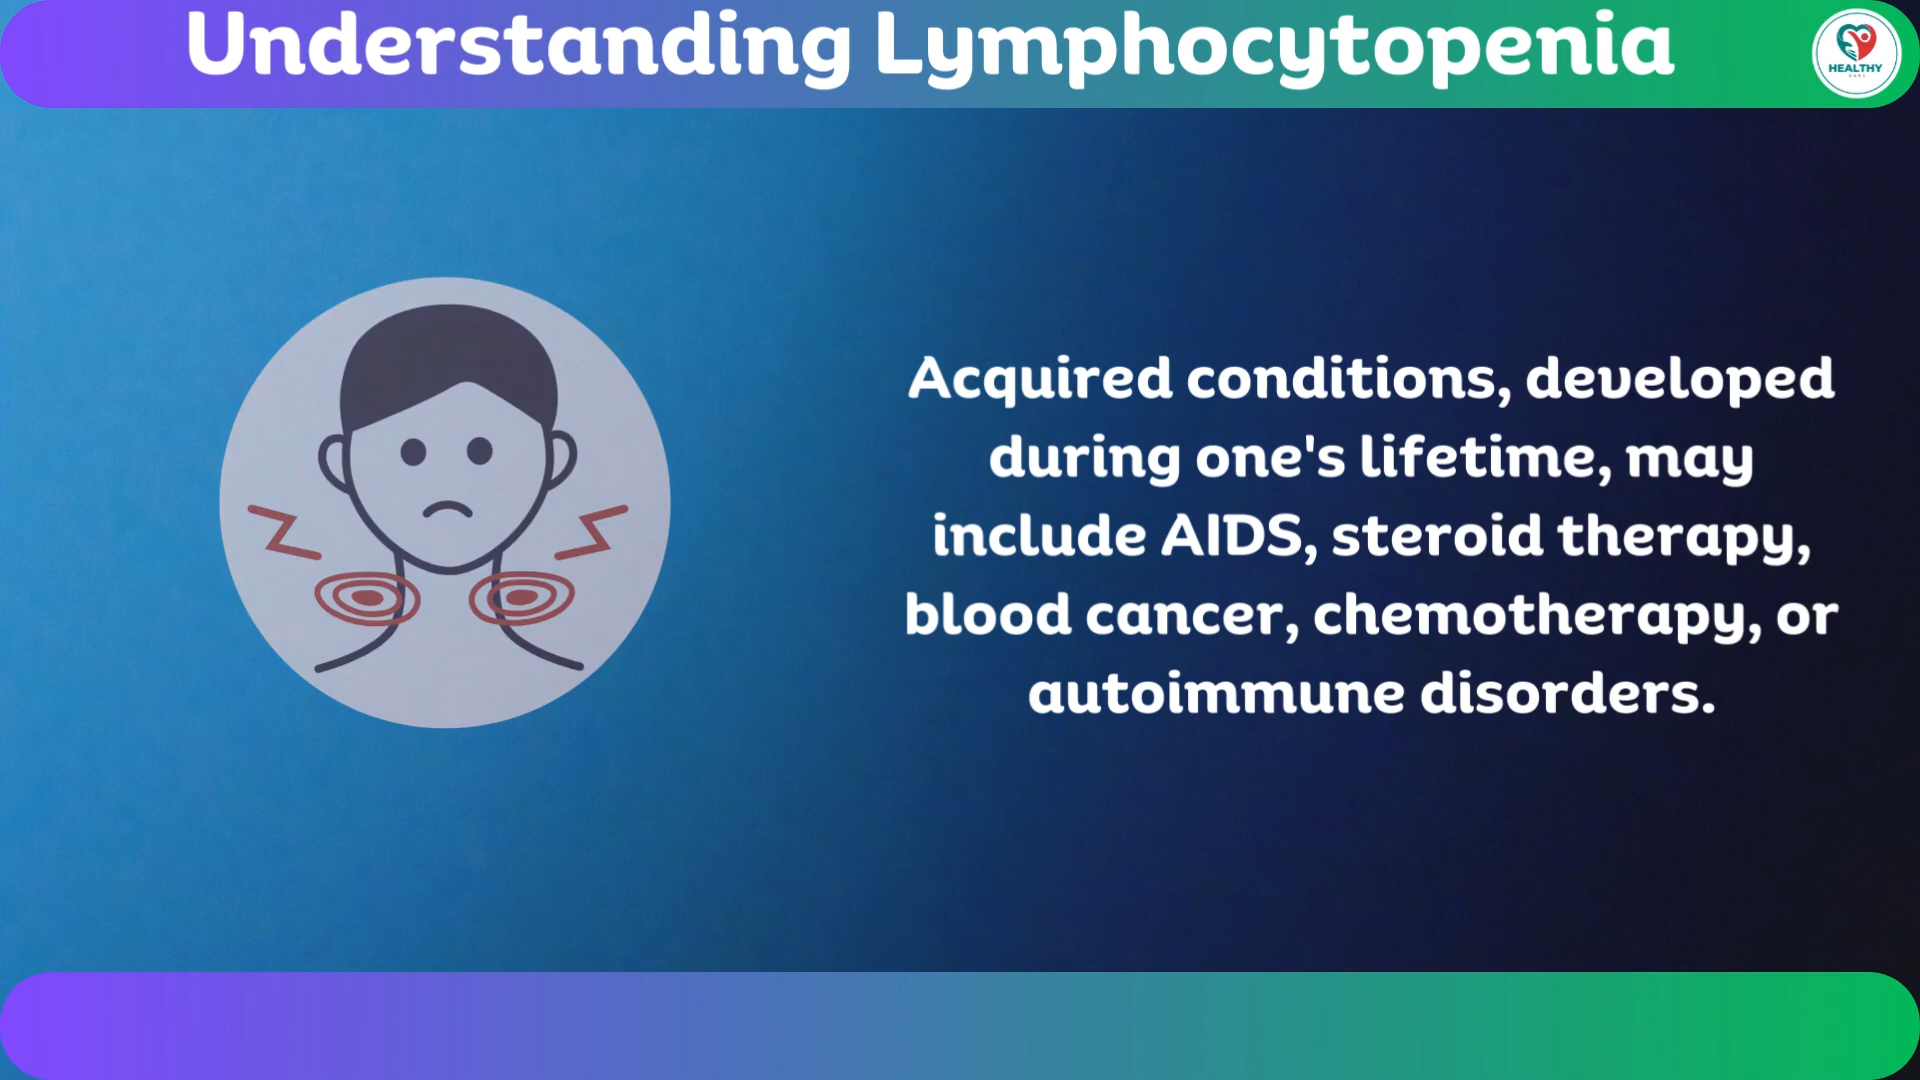 Understanding Lymphocytopenia
HEALTHY
Acquired conditions, developed
during one's lifetime, may
include AIDS, steroid therapy,
blood cancer, chemotherapy, or
autoimmune disorders.